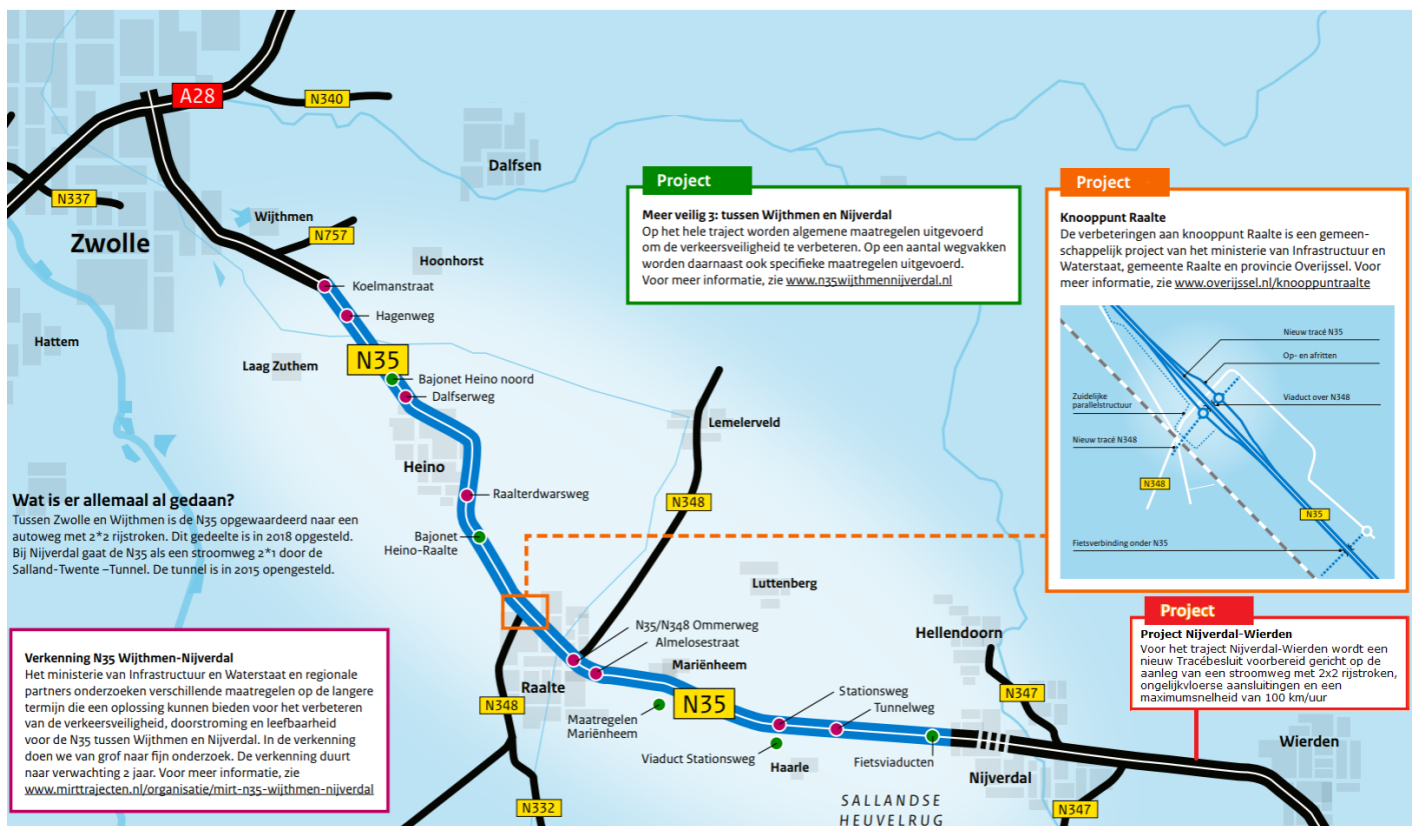 A28
N340
Dalfsen
N337
Wijthmen
N757
Zwolle
Hoonhorst
Koelmanstraat
Hagenweg
Hattem
Laag Zuthem
N35
Bajonet Heino noord
Dalfserweg
Lemelerveld
Heino
Raalterdwarsweg
N348
Bajonet
Heino-Raalte
Luttenberg
N35/N348 Ommerweg
Almelosestraat
Hellendoorn
Mariënheem
Raalte
N35
Stationsweg
Tunnelweg
N347
N348
Maatregelen
Mariënheem
Viaduct Stationsweg
Haarle
Fietsviaducten
Nijverdal
Wierden
N332
SALLANDSE
HEUVELRUG
N347
Project
Meer veilig 3: tussen Wijthmen en Nijverdal
Op het hele traject worden algemene maatregelen uitgevoerd
om de verkeersveiligheid te verbeteren. Op een aantal wegvakken
worden daarnaast ook specifieke maatregelen uitgevoerd.
Voor meer informatie, zie www.n35wijthmennijverdal.nl
Project
Knooppunt Raalte
De verbeteringen aan knooppunt Raalte is een gemeen-
schappelijk project van het ministerie van Infrastructuur en
Waterstaat, gemeente Raalte en provincie Overijssel. Voor
meer informatie, zie www.overijssel.nl/knooppuntraalte
Nieuw tracé N35
Op- en afritten
Zuidelijke
parallelstructuur
Viaduct over N348
Nieuw tracé N348
N348
N35
Fietsverbinding onder N35
Wat is er allemaal al gedaan?
Tussen Zwolle en Wijthmen is de N35 opgewaardeerd naar een
autoweg met 2*2 rijstroken. Dit gedeelte is in 2018 opgesteld.
Bij Nijverdal gaat de N35 als een stroomweg 2*1 door de
Salland-Twente –Tunnel. De tunnel is in 2015 opengesteld.
Verkenning N35 Wijthmen-Nijverdal
Het ministerie van Infrastructuur en Waterstaat en regionale
partners onderzoeken verschillende maatregelen op de langere
termijn die een oplossing kunnen bieden voor het verbeteren
van de verkeersveiligheid, doorstroming en leefbaarheid
voor de N35 tussen Wijthmen en Nijverdal. In de verkenning
doen we van grof naar fijn onderzoek. De verkenning duurt
naar verwachting 2 jaar. Voor meer informatie, zie
www.mirttrajecten.nl/organisatie/mirt-n35-wijthmen-nijverdal
Project
Project Nijverdal-Wierden
Voor het traject Nijverdal-Wierden wordt een
nieuw Tracébesluit voorbereid gericht op de
aanleg van een stroomweg met 2x2 rijstroken,
ongelijkvloerse aansluitingen en een
maximumsnelheid van 100 km/uur